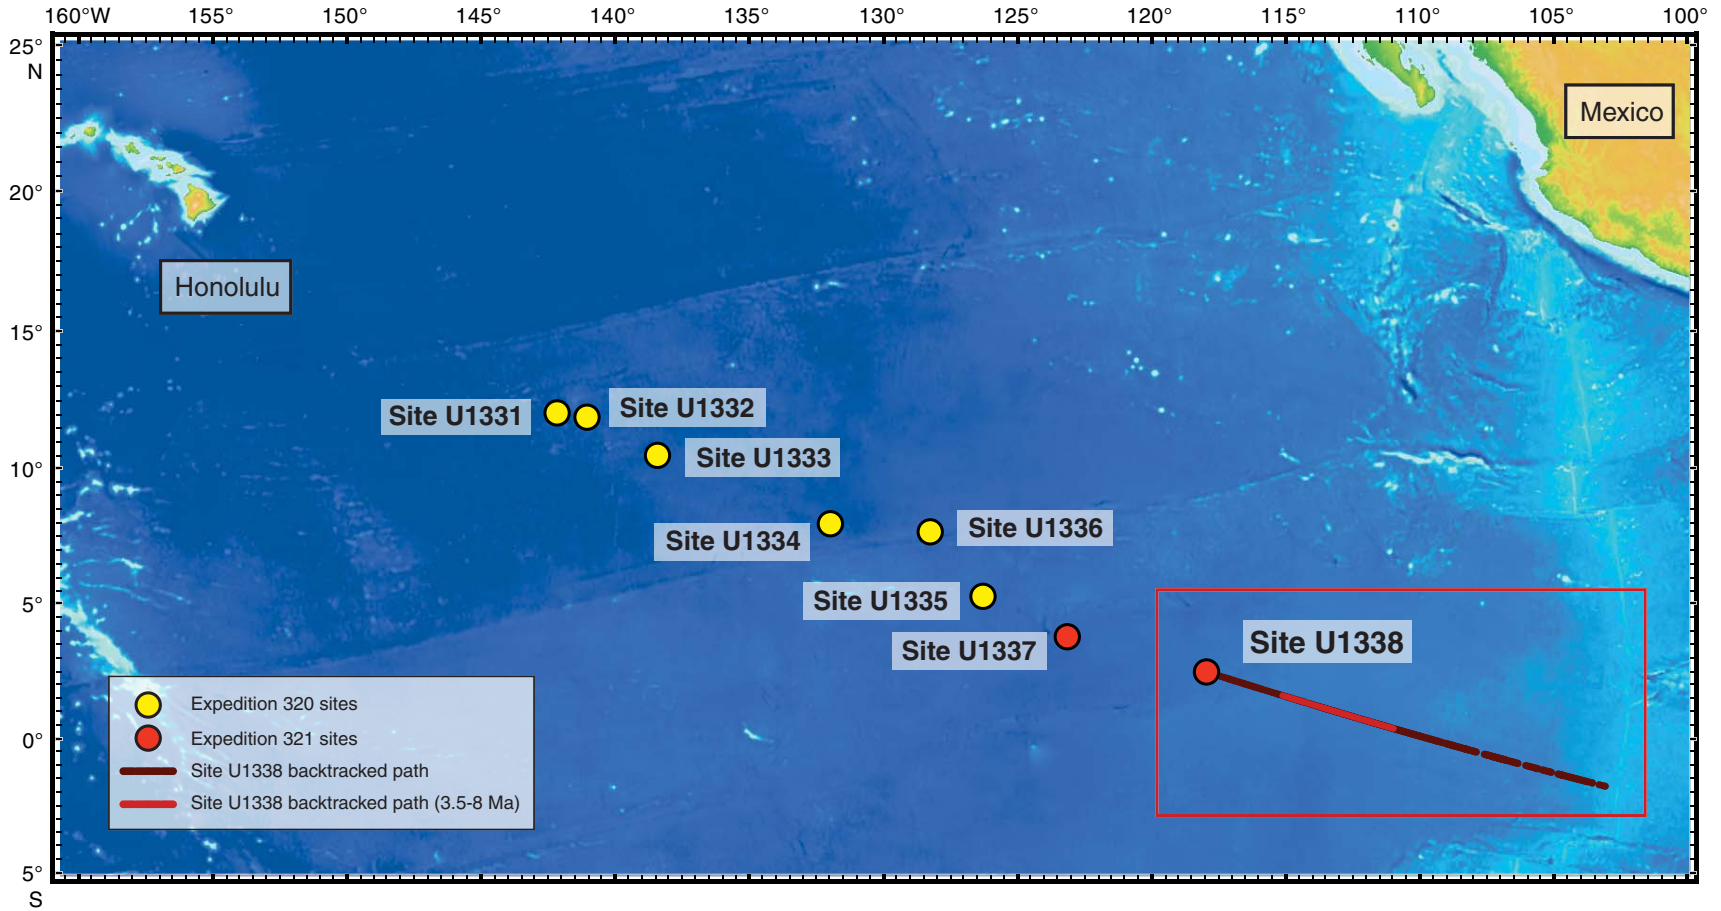 160°W 155° 150° 145° 140° 135° 130° 125° 120° 115° 110° 105° 100°
25°
N
Mexico
20°
Honolulu
15°
Site U1331
Site U1332
10°
Site U1333
Site U1334
Site U1336
5°
Site U1335
Site U1337
Site U1338
Expedition 320 sites
Expedition 321 sites
0°
Site U1338 backtracked path
Site U1338 backtracked path (3.5-8 Ma)
5°
S